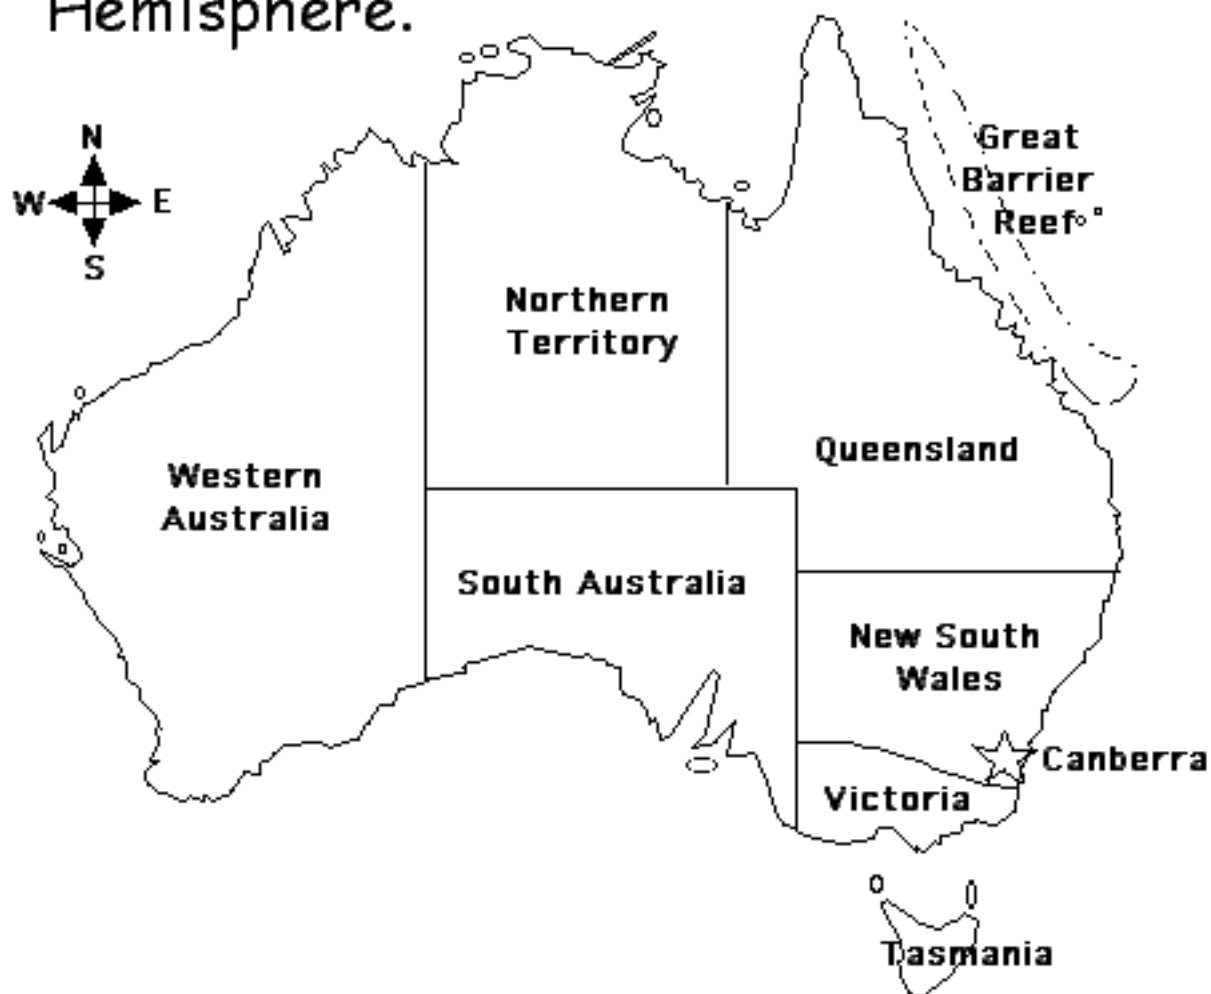 Hemisphere.
N
W E
S
Great
Barrier
Reef
Northern
Territory
Queensland
Western
Australia
South Australia
New South
Wales
Canberra
Victoria
Tasmania